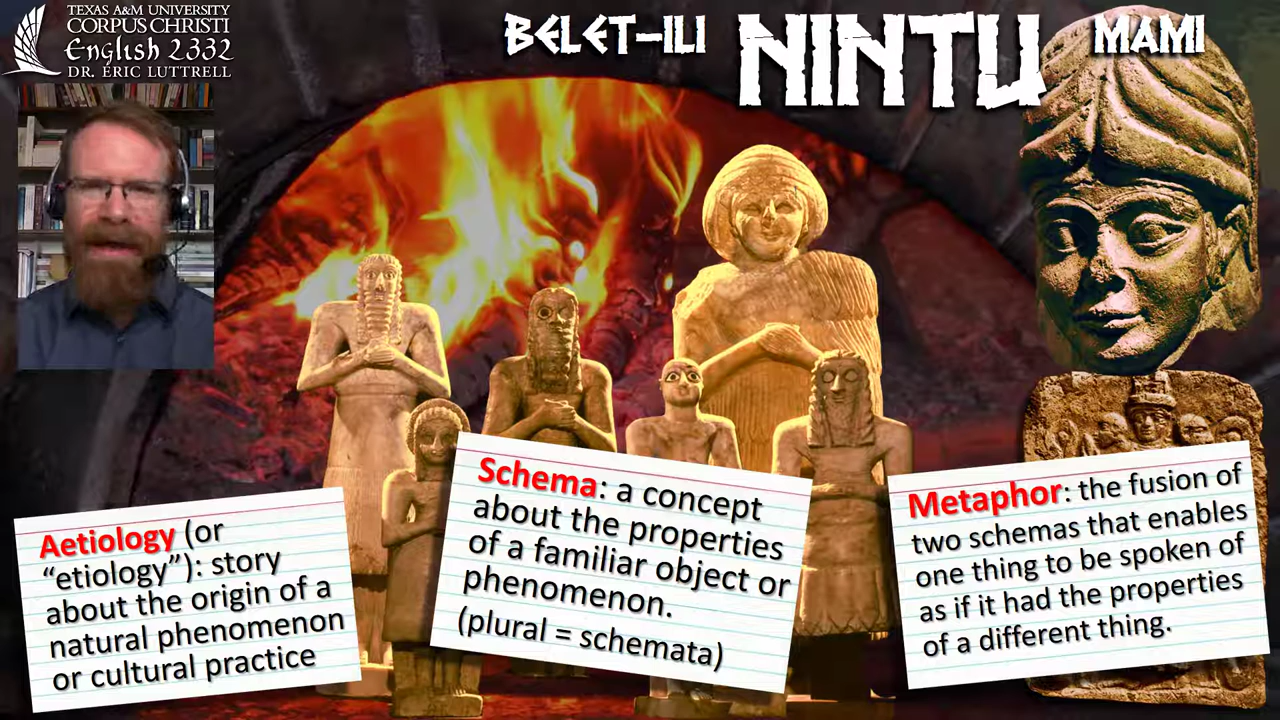 TEXAS A&M UNIVERSITY
CORPUS CHRISTI
English 2332
DR. ERIC LUTTRELL
BELET-ILI
NINTU
MAMI
Aetiology (or
“etiology”): story
about the origin of a
natural phenomenon
or cultural practice
Schema: a concept
about the properties
of a familiar object or
phenomenon.
(plural = schemata)
Metaphor: the fusion of
two schemas that enables
one thing to be spoken of
as if it had the properties
of a different thing.